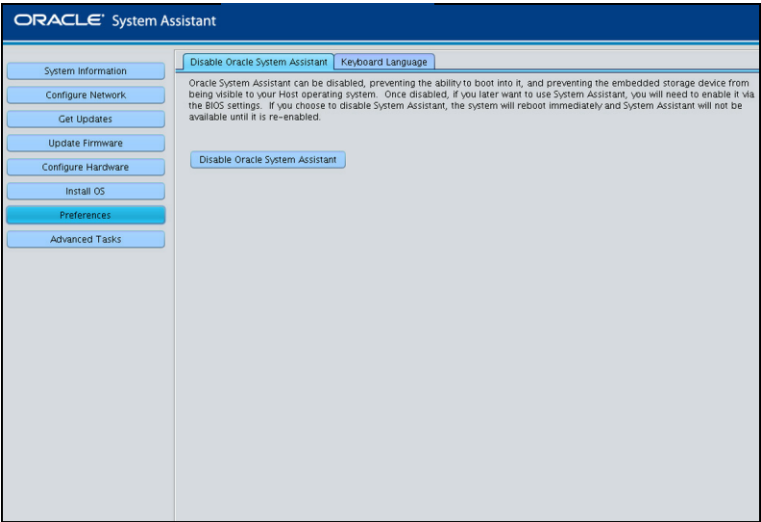 ORACLE® System Assistant
System Information
Configure Network
Get Updates
Update Firmware
Configure Hardware
Install OS
Preferences
Advanced Tasks
Disable Oracle System Assistant
Keyboard Language
Oracle System Assistant can be disabled, preventing the ability to boot into it, and preventing the embedded storage device from
being visible to your Host operating system. Once disabled, if you later want to use System Assistant, you will need to enable it via
the BIOS settings. If you choose to disable System Assistant, the system will reboot immediately and System Assistant will not be
available until it is re-enabled.
Disable Oracle System Assistant